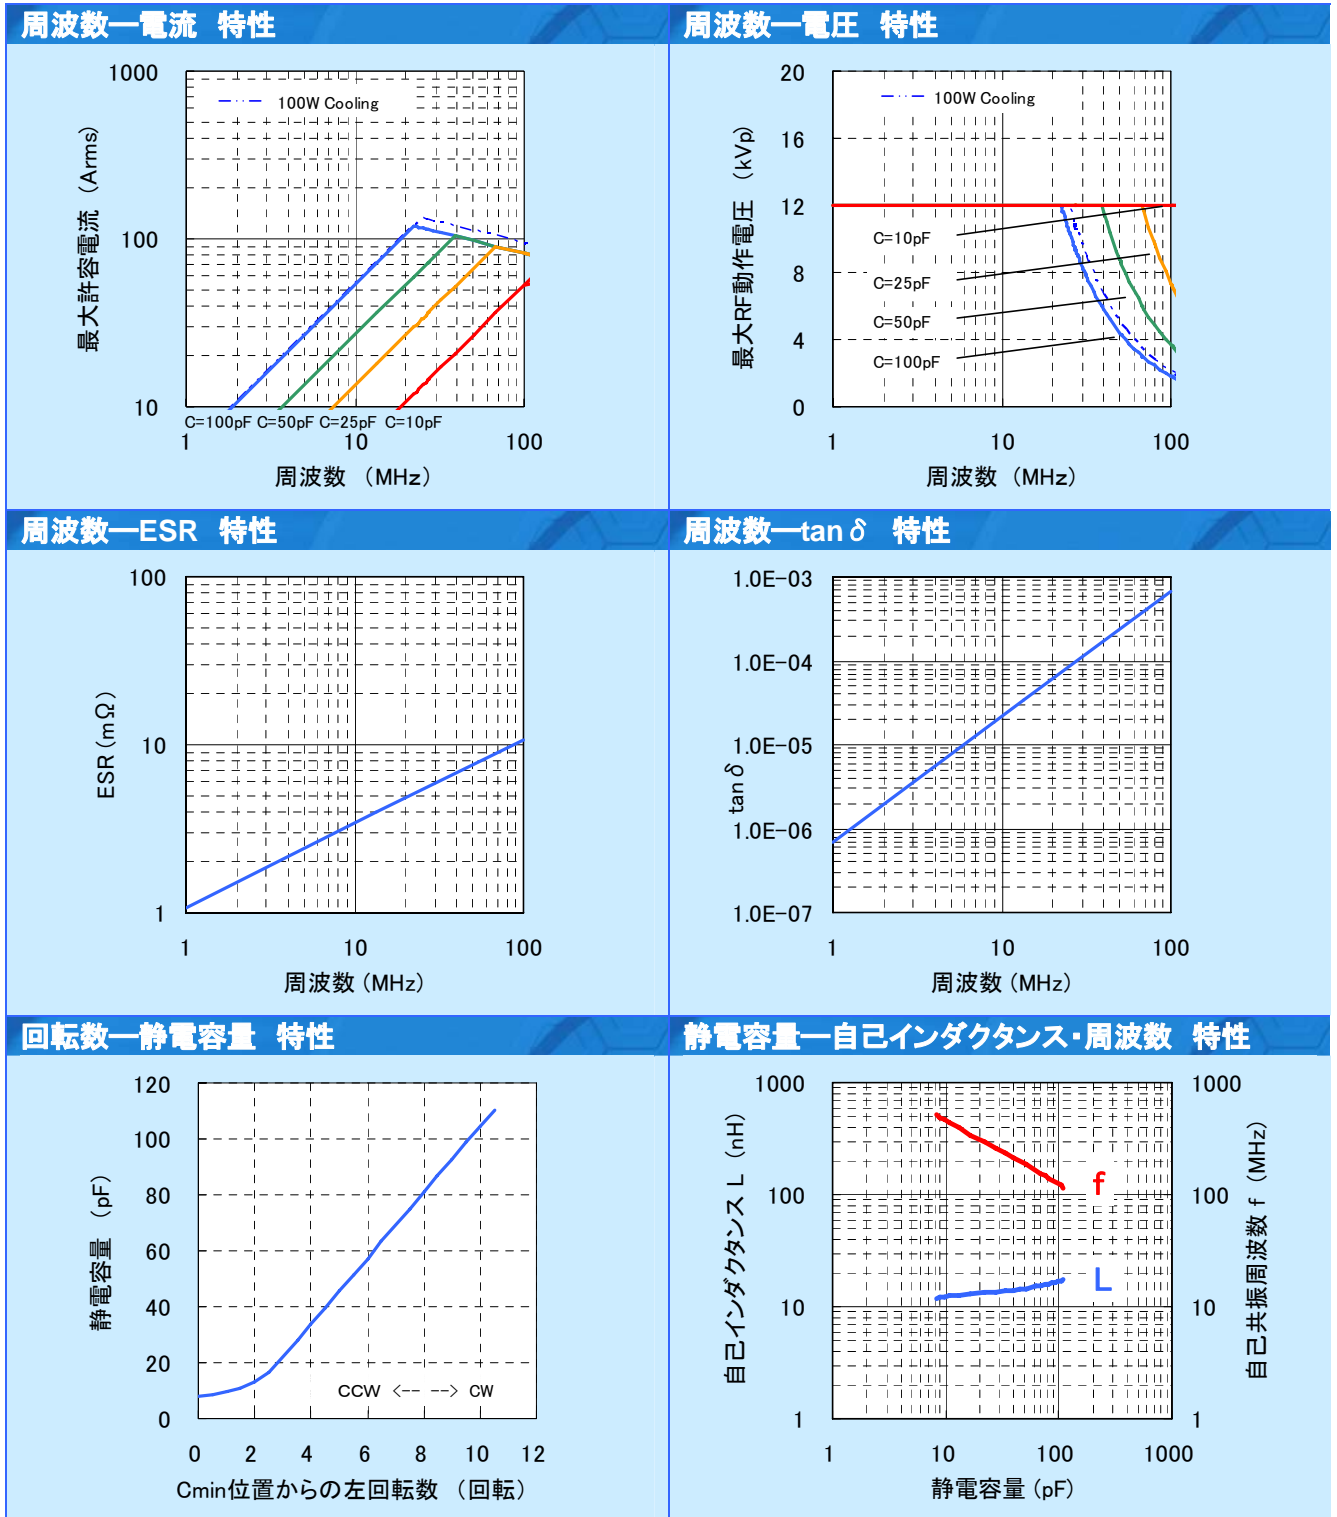 周波数―電流 特性
1000
100
10
最大許容電流 (Arms)
100W Cooling
C=100pF C=50pF C=25pF C=10pF
1 10 100
周波数 (MHz)
周波数―電圧 特性
20
16
12
8
4
0
最大RF動作電圧 (kVp)
100W Cooling
C=10pF
C=25pF
C=50pF
C=100pF
1 10 100
周波数 (MHz)
周波数―ESR 特性
100
10
1
ESR (mΩ)
1 10 100
周波数 (MHz)
周波数―tanδ 特性
1.0E-03
1.0E-04
1.0E-05
1.0E-06
1.0E-07
tanδ
1 10 100
周波数 (MHz)
回転数―静電容量 特性
120
100
80
60
40
20
0
静電容量 (pF)
CCW <-- --> CW
0 2 4 6 8 10 12
Cmin位置からの左回転数 (回転)
静電容量―自己インダクタンス・周波数 特性
1000
100
10
1
自己インダクタンス L (nH)
f
L
1000
100
10
1
自己共振周波数 f (MHz)
1 10 100 1000
静電容量 (pF)